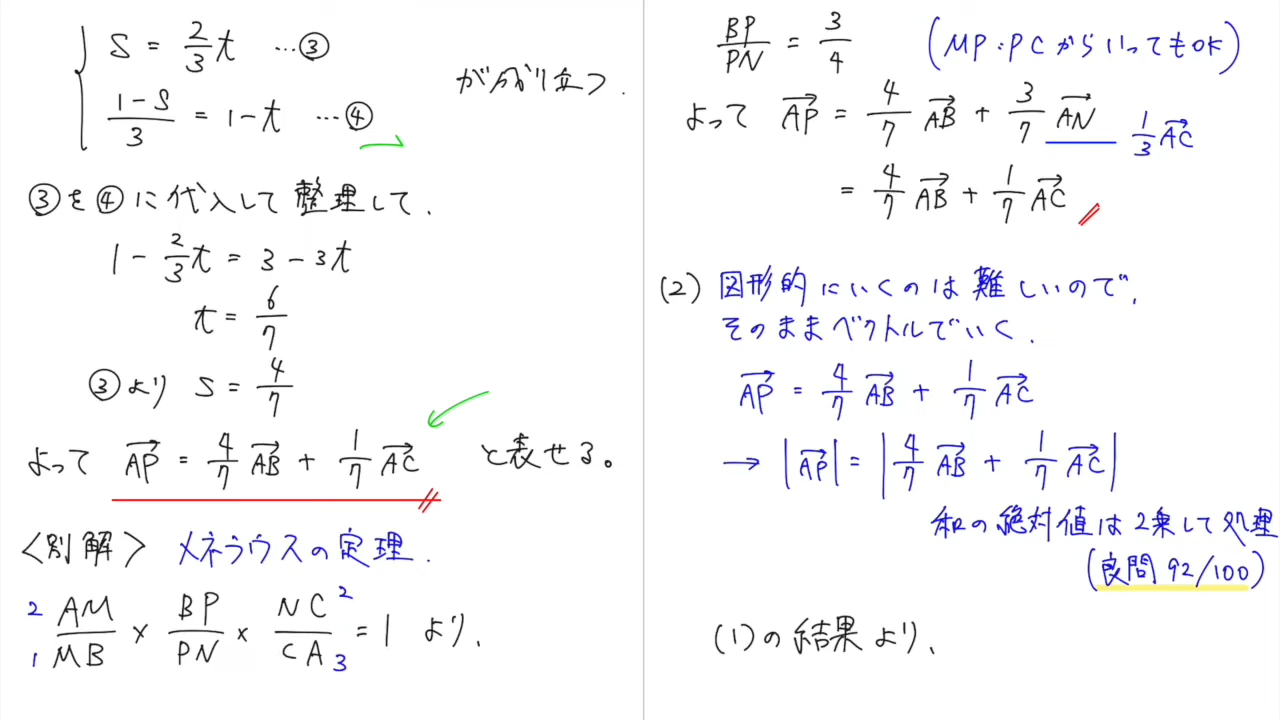 S = 2/3 t …③
(1-S)/3 = 1-t …④
が成り立つ.
③を④に代入して整理して.
1 - 2/3 t = 3 - 3t
t = 6/7
③より S = 4/7
よって AP→ = 4/7 AB→ + 1/7 AC→ と表せる。
<別解> メネラウスの定理.
2 AM/MB 1 × BP/PN × NC/CA 2 3 = 1 より,
BP/PN = 3/4 (MP:PCからいってもOK)
よって AP→ = 4/7 AB→ + 3/7 AN→ 1/3 AC→
= 4/7 AB→ + 1/7 AC→
(2) 図形的にいくのは難しいので,
そのままベクトルでいく.
AP→ = 4/7 AB→ + 1/7 AC→
→ |AP→| = |4/7 AB→ + 1/7 AC→|
和の絶対値は2乗して処理
(良問 92/100)
(1)の結果より,